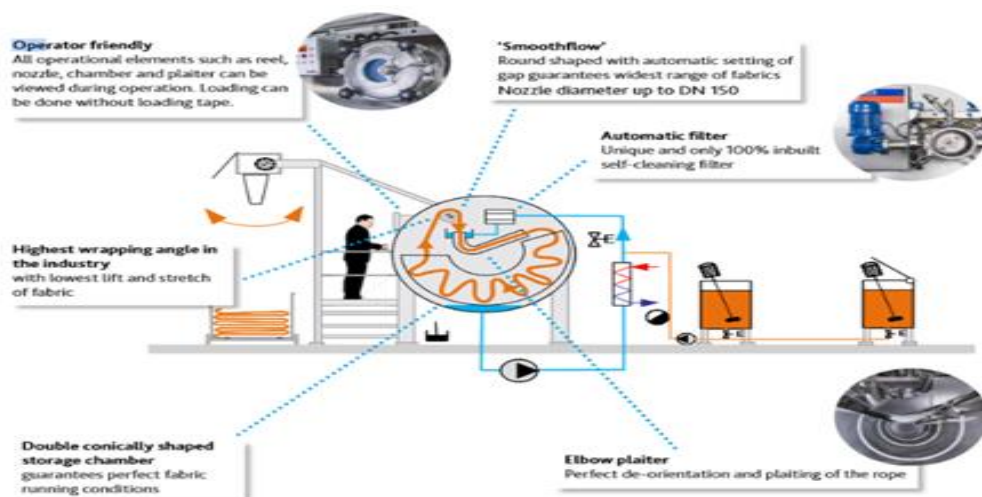 Operator friendly
All operational elements such as reel,
nozzle, chamber and plaiter can be
viewed during operation. Loading can
be done without loading tape.
'Smoothflow'
Round shaped with automatic setting of
gap guarantees widest range of fabrics
Nozzle diameter up to DN 150
Automatic filter
Unique and only 100% inbuilt
self-cleaning filter
Highest wrapping angle in
the industry
with lowest lift and stretch
of fabric
Double conically shaped
storage chamber
guarantees perfect fabric
running conditions
Elbow plaiter
Perfect de-orientation and plaiting of the rope